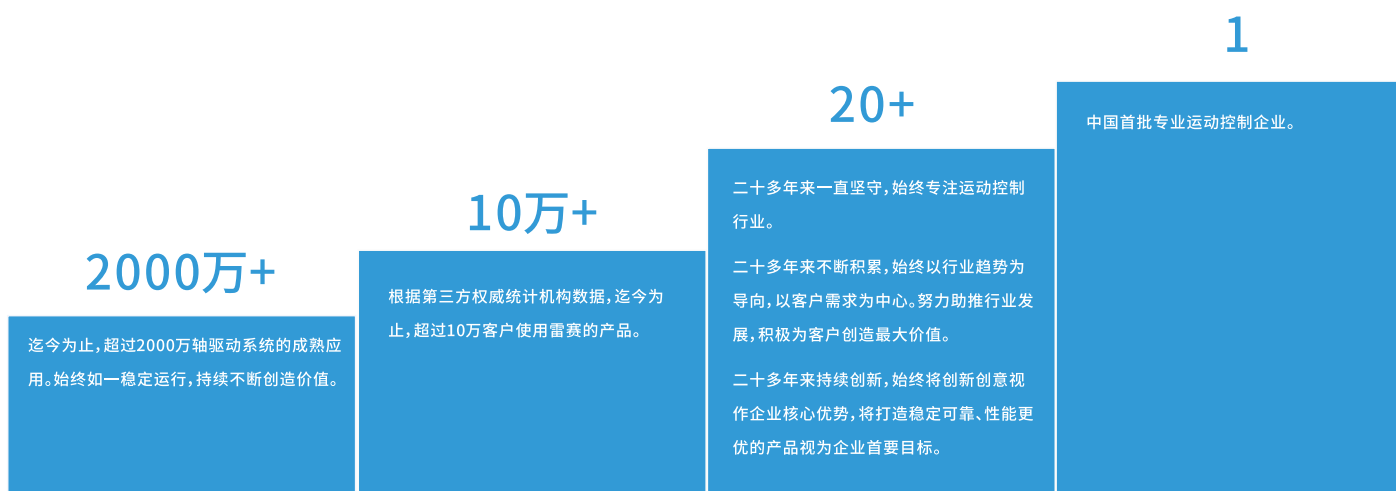 2000万+
迄今为止,超过2000万轴驱动系统的成熟应
用。始终如一稳定运行,持续不断创造价值。
10万+
根据第三方权威统计机构数据,迄今为
止,超过10万客户使用雷赛的产品。
20+
二十多年来一直坚守,始终专注运动控制
行业。
二十多年来不断积累,始终以行业趋势为
导向,以客户需求为中心。努力助推行业发
展,积极为客户创造最大价值。
二十多年来持续创新,始终将创新创意视
作企业核心优势,将打造稳定可靠、性能更
优的产品视为企业首要目标。
1
中国首批专业运动控制企业。